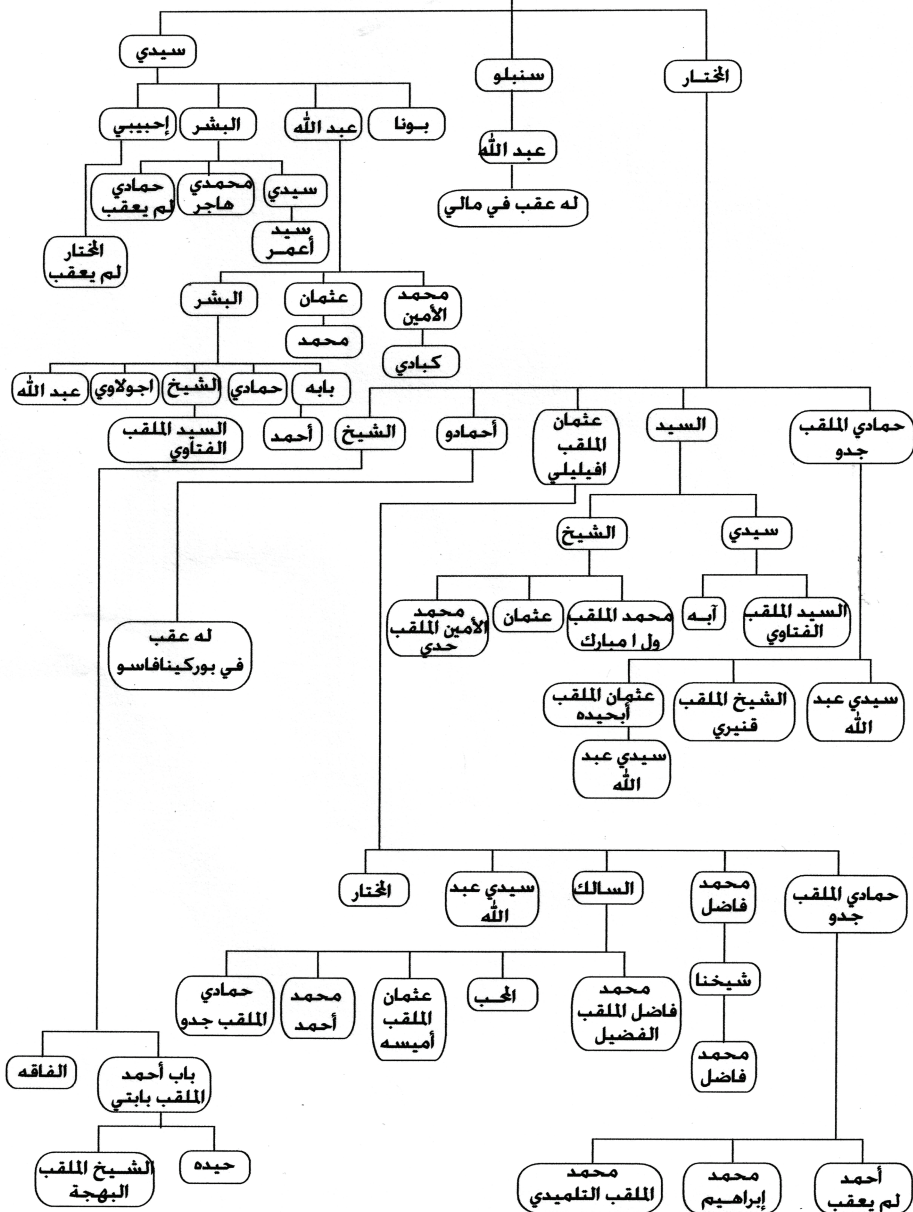 المختار
سنبلو
سيدي
بونا
عبد الله
البشر
إحبيبي
عبد الله
له عقب في مالي
سيدي
محمدي
هاجر
حمادي
لم يعقب
سيد
أعمر
المختار
لم يعقب
محمد
الأمين
عثمان
البشر
كبادي
محمد
بابه
حمادي
الشيخ
اجولاوي
عبد الله
أحمد
السيد الملقب
الفتاوي
حمادي الملقب
جدو
السيد
عثمان
الملقب
افيليلي
أحمادو
الشيخ
سيدي
الشيخ
السيد الملقب
الفتاوي
آبه
محمد الملقب
ول امبارك
عثمان
محمد
الأمين الملقب
حدي
له عقب
في بوركينافاسو
سيدي عبد
الله
الشيخ الملقب
قنيري
عثمان الملقب
أبحيده
سيدي عبد
الله
حمادي الملقب
جدو
محمد
فاضل
السالك
سيدي عبد
الله
المختار
شيخنا
محمد
فاضل الملقب
الفضيل
المحب
عثمان
الملقب
أميسه
محمد
أحمد
حمادي
الملقب جدو
محمد
فاضل
باب أحمد
الملقب بابتي
الفاقه
حيده
الشيخ الملقب
البهجة
أحمد
لم يعقب
محمد
إبراهيم
محمد
الملقب التلميدي